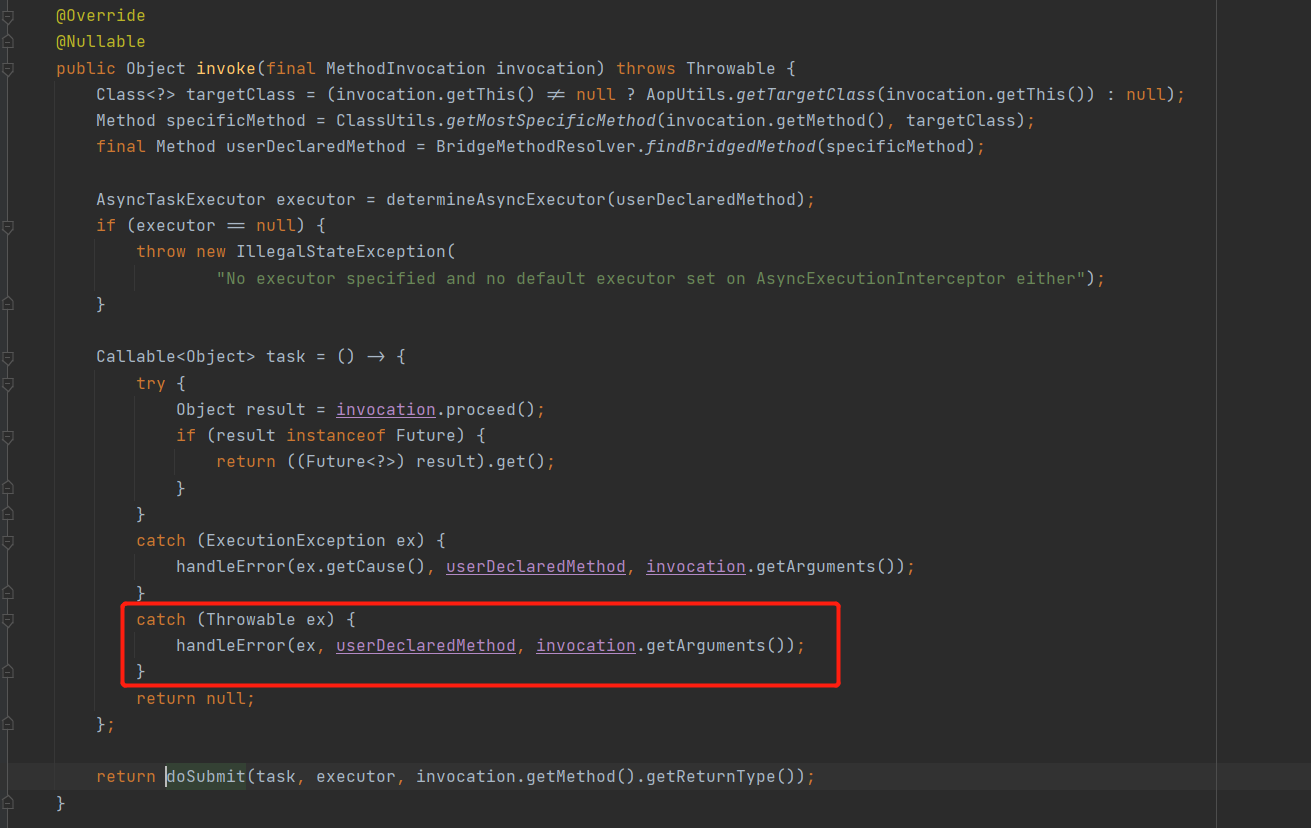 @Override
@Nullable
public Object invoke(final MethodInvocation invocation) throws Throwable {
Class<?> targetClass = (invocation.getThis() != null ? AopUtils.getTargetClass(invocation.getThis()) : null);
Method specificMethod = ClassUtils.getMostSpecificMethod(invocation.getMethod(), targetClass);
final Method userDeclaredMethod = BridgeMethodResolver.findBridgedMethod(specificMethod);
AsyncTaskExecutor executor = determineAsyncExecutor(userDeclaredMethod);
if (executor == null) {
throw new IllegalStateException(
"No executor specified and no default executor set on AsyncExecutionInterceptor either");
}
Callable<Object> task = () -> {
try {
Object result = invocation.proceed();
if (result instanceof Future) {
return ((Future<?>) result).get();
}
}
catch (ExecutionException ex) {
handleError(ex.getCause(), userDeclaredMethod, invocation.getArguments());
}
catch (Throwable ex) {
handleError(ex, userDeclaredMethod, invocation.getArguments());
}
return null;
};
return doSubmit(task, executor, invocation.getMethod().getReturnType());
}